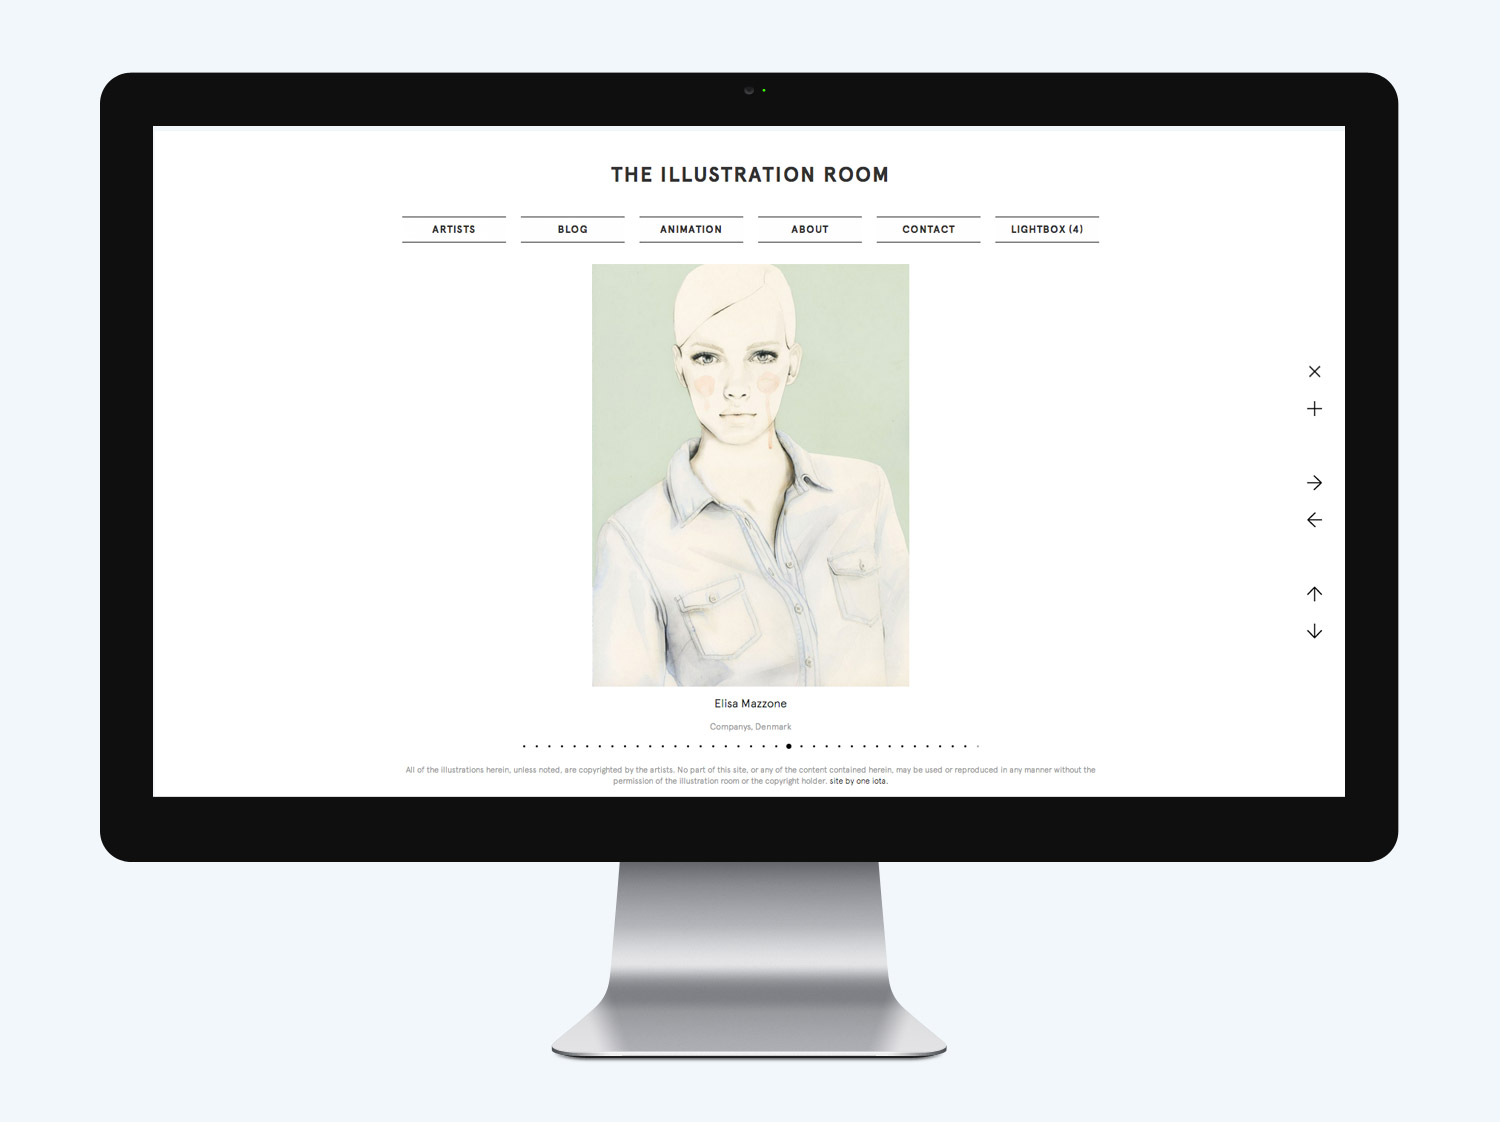 THE ILLUSTRATION ROOM
ARTISTS BLOG ANIMATION ABOUT CONTACT LIGHTBOX (4)
Elisa Mazzone
Companys, Denmark
All of the illustrations herein, unless noted, are copyrighted by the artists. No part of this site, or any of the content contained herein, may be used or reproduced in any manner without the
permission of the illustration room or the copyright holder. site by one iota.